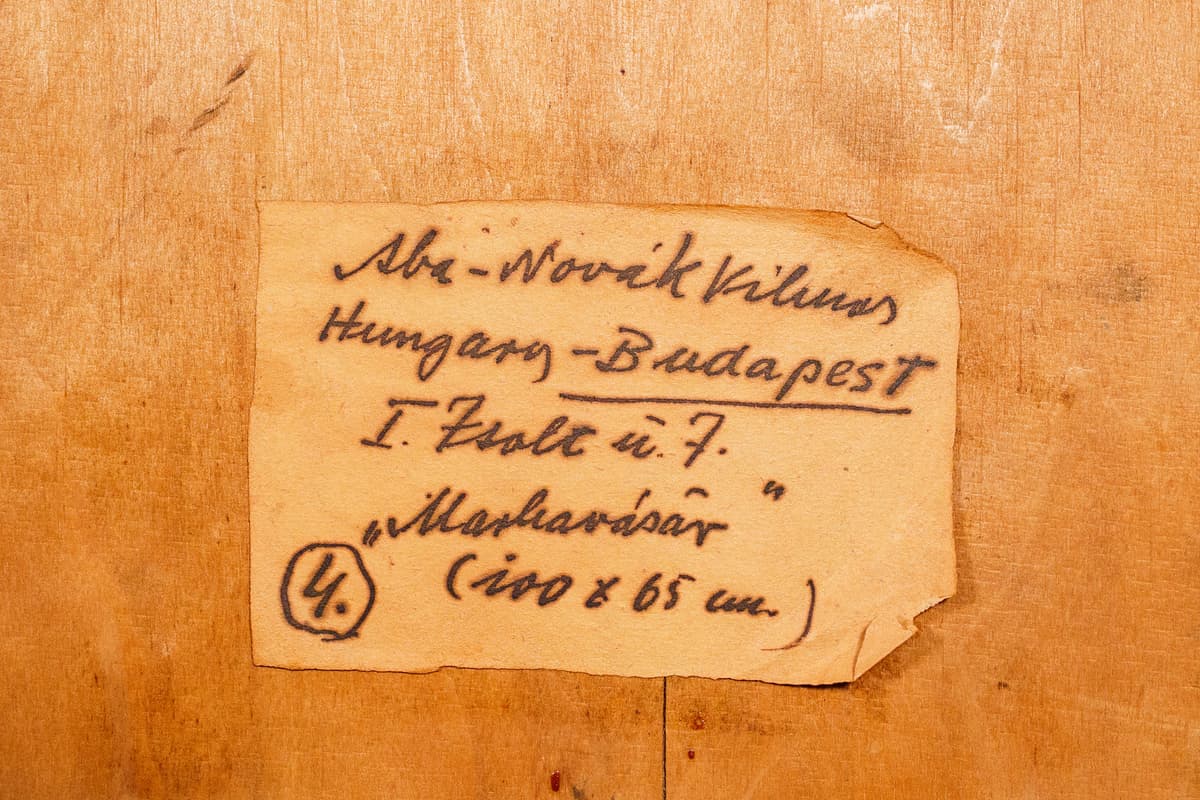 Aba-Novák Vilmos
Hungary-Budapest
I. Zsolt u. 7.
„Marhavásár"
4. (100 x 65 cm.)